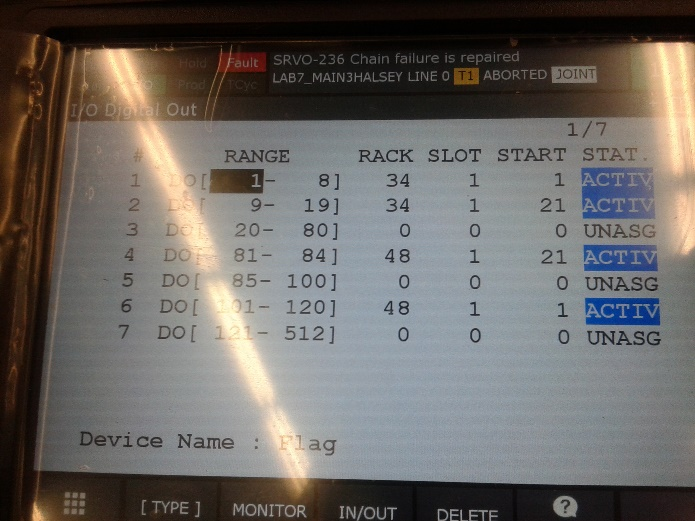 Hold Fault SRVO-236 Chain failure is repaired
Prod TCyc LAB7_MAIN3HALSEY LINE 0 T1 ABORTED JOINT
I/O Digital Out
1/7
# RANGE RACK SLOT START STAT.
1 DO[ 1- 8] 34 1 1 ACTIV
2 DO[ 9- 19] 34 1 21 ACTIV
3 DO[ 20- 80] 0 0 0 UNASG
4 DO[ 81- 84] 48 1 21 ACTIV
5 DO[ 85- 100] 0 0 0 UNASG
6 DO[ 101- 120] 48 1 1 ACTIV
7 DO[ 121- 512] 0 0 0 UNASG
Device Name : Flag
[ TYPE ] MONITOR IN/OUT DELETE ?